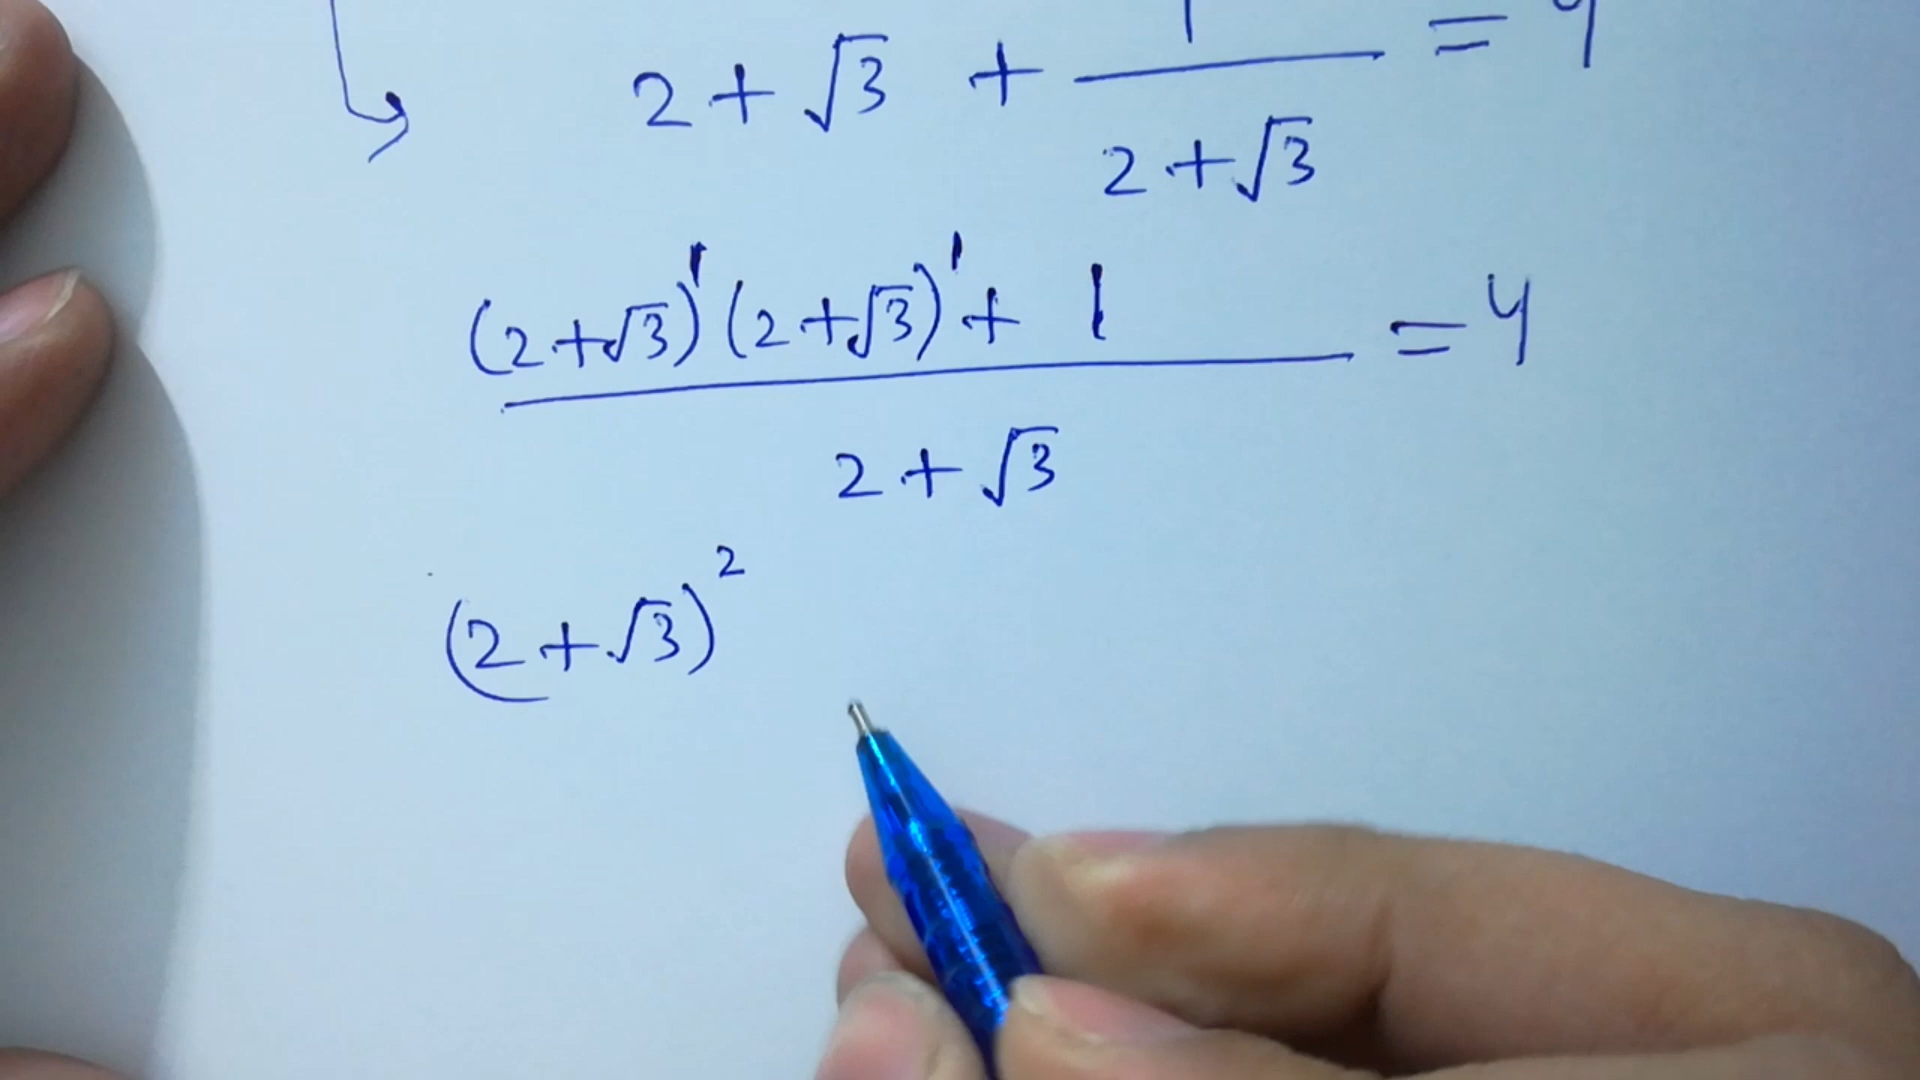 2 + √3 + 1/(2 + √3) = 4
((2+√3)¹ (2+√3)¹ + 1)/(2 + √3) = 4
(2 + √3)²